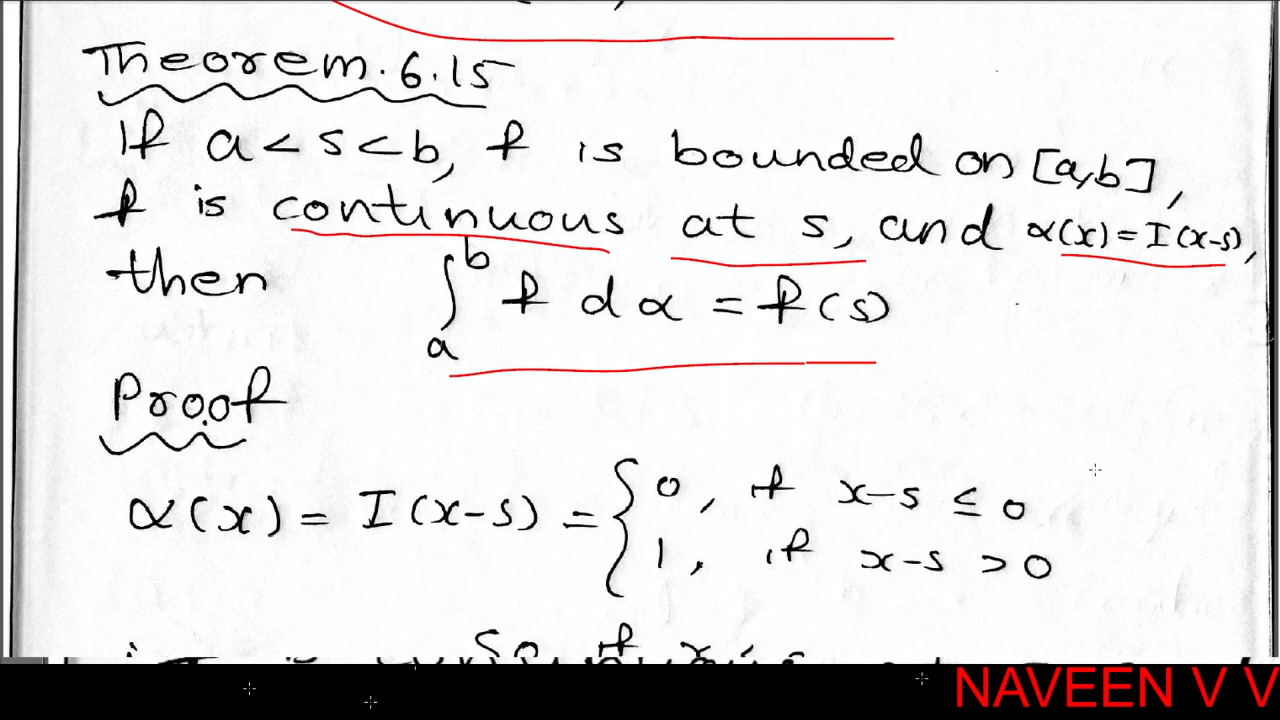 Theorem. 6.15
If a < s < b, f is bounded on [a,b],
f is continuous at s, and α(x) = I(x-s),
then ∫_a^b f dα = f(s)
Proof
α(x) = I(x-s) = { 0, if x-s ≤ 0
1, if x-s > 0
NAVEEN V V